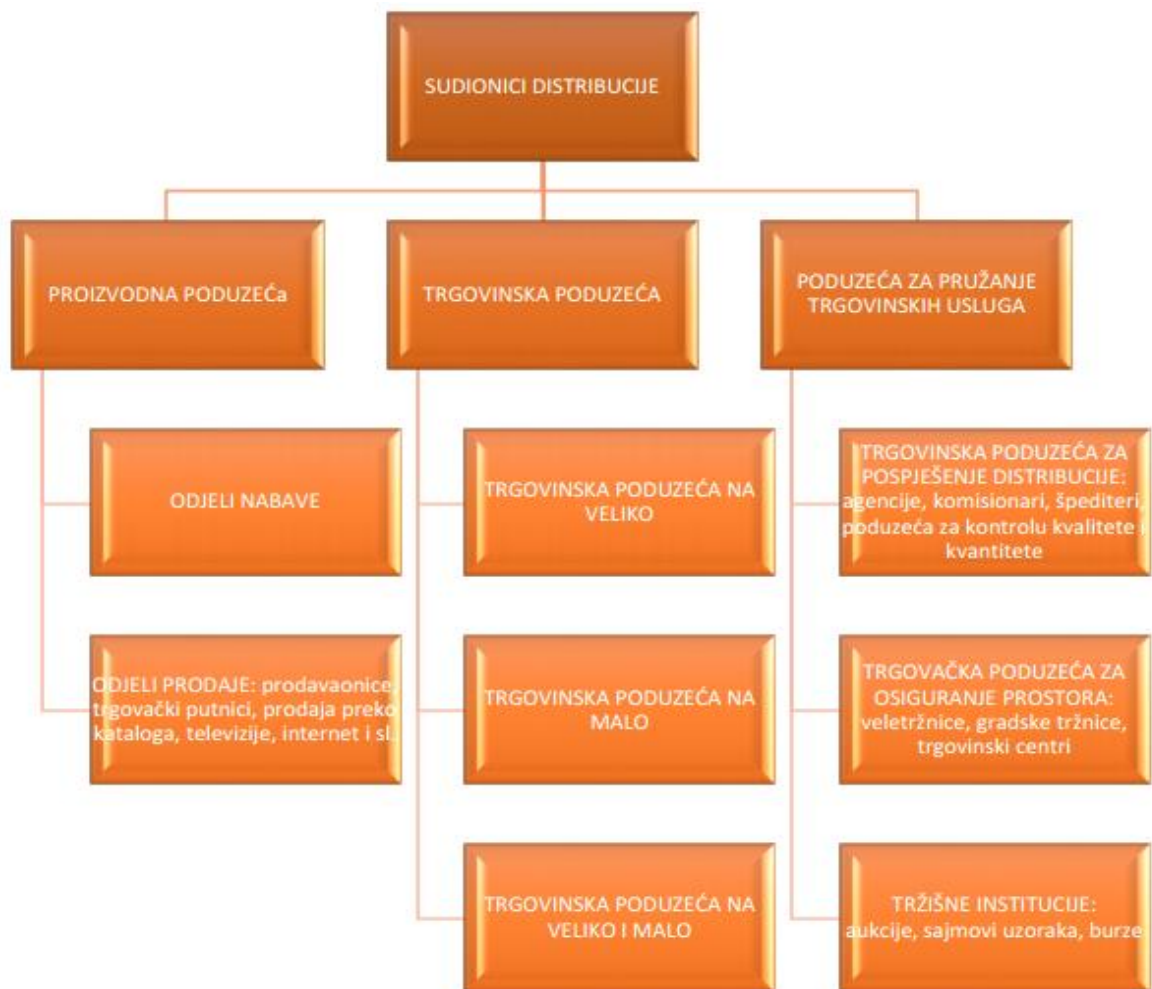 SUDIONICI DISTRIBUCIJE
PROIZVODNA PODUZEĆa
TRGOVINSKA PODUZEĆA
PODUZEĆA ZA PRUŽANJE
TRGOVINSKIH USLUGA
ODJELI NABAVE
ODJELI PRODAJE: prodavaonice,
trgovački putnici, prodaja preko
kataloga, televizije, internet i sl.
TRGOVINSKA PODUZEĆA NA
VELIKO
TRGOVINSKA PODUZEĆA NA
MALO
TRGOVINSKA PODUZEĆA NA
VELIKO I MALO
TRGOVINSKA PODUZEĆA ZA
POSPJEŠENJE DISTRIBUCIJE:
agencije, komisionari, špediteri,
poduzeća za kontrolu kvalitete i
kvantitete
TRGOVAČKA PODUZEĆA ZA
OSIGURANJE PROSTORA:
veletržnice, gradske tržnice,
trgovinski centri
TRŽIŠNE INSTITUCIJE:
aukcije, sajmovi uzoraka, burze